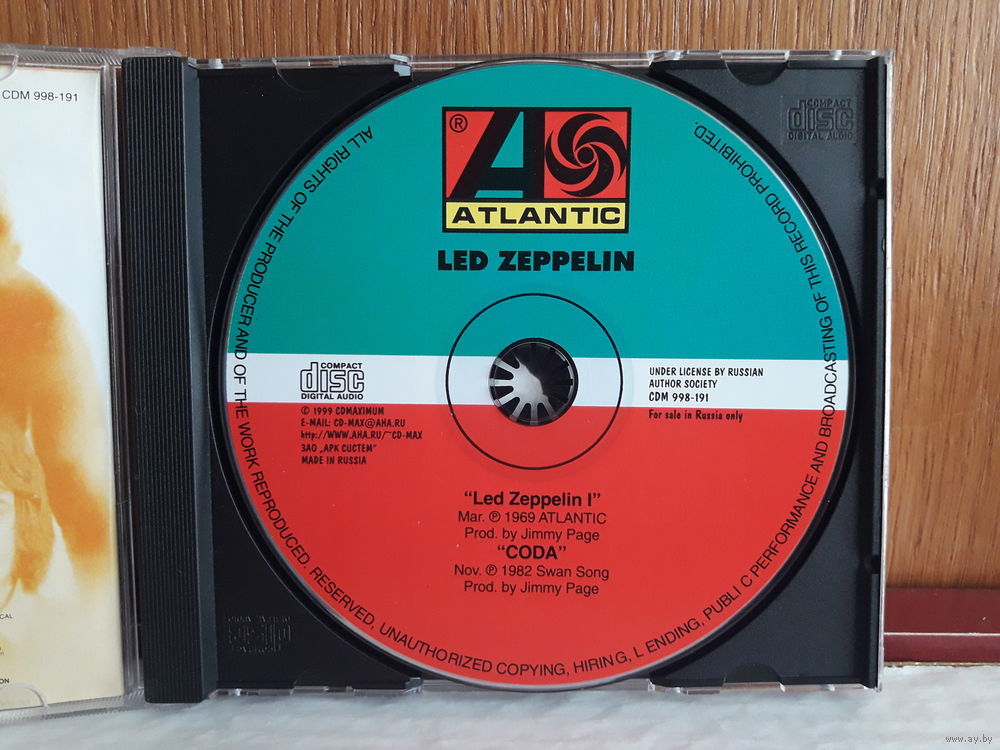 CDM 998-191
COMPACT
disc
DIGITAL AUDIO
®
ATLANTIC
LED ZEPPELIN
ALL RIGHTS OF THE PRODUCER AND OF THE WORK REPRODUCED. RESERVED, UNAUTHORIZED COPYING, HIRING, L ENDING, PUBLI C PERFORMANCE AND BROADCASTING OF THIS RECORD PROHIBITED.
COMPACT
disc
DIGITAL AUDIO
© 1999 CDMAXIMUM
E-MAIL: CD-MAX@AHA.RU
http://WWW.AHA.RU/~CD-MAX
ЗАО „АРК СИСТЕМ"
MADE IN RUSSIA
UNDER LICENSE BY RUSSIAN
AUTHOR SOCIETY
CDM 998-191
For sale in Russia only
“Led Zeppelin I”
Mar. ℗ 1969 ATLANTIC
Prod. by Jimmy Page
“CODA”
Nov. ℗ 1982 Swan Song
Prod. by Jimmy Page
www.ay.by